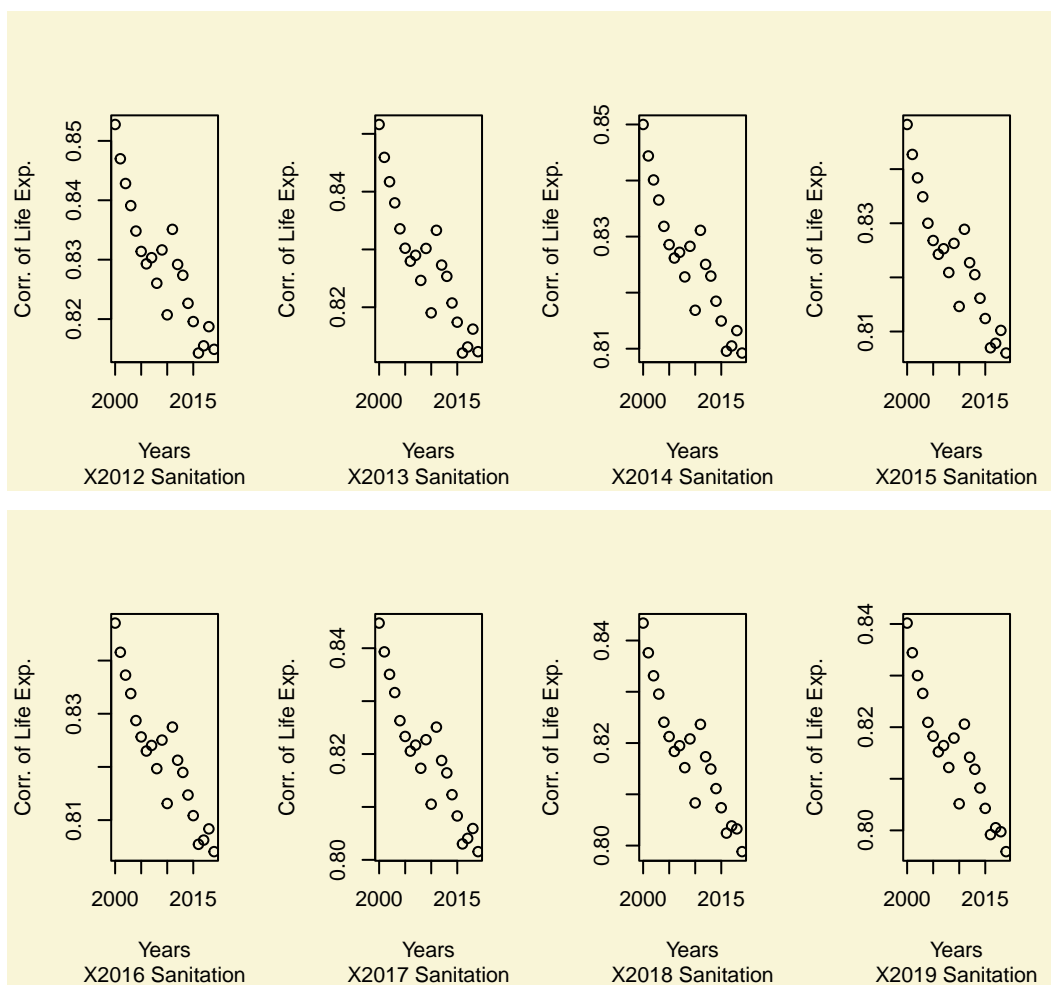 0.85
0.84
0.83
0.82
Corr. of Life Exp.
2000 2015
Years
X2012 Sanitation
0.84
0.82
Corr. of Life Exp.
2000 2015
Years
X2013 Sanitation
0.85
0.83
0.81
Corr. of Life Exp.
2000 2015
Years
X2014 Sanitation
0.83
0.81
Corr. of Life Exp.
2000 2015
Years
X2015 Sanitation
0.83
0.81
Corr. of Life Exp.
2000 2015
Years
X2016 Sanitation
0.84
0.82
0.80
Corr. of Life Exp.
2000 2015
Years
X2017 Sanitation
0.84
0.82
0.80
Corr. of Life Exp.
2000 2015
Years
X2018 Sanitation
0.84
0.82
0.80
Corr. of Life Exp.
2000 2015
Years
X2019 Sanitation